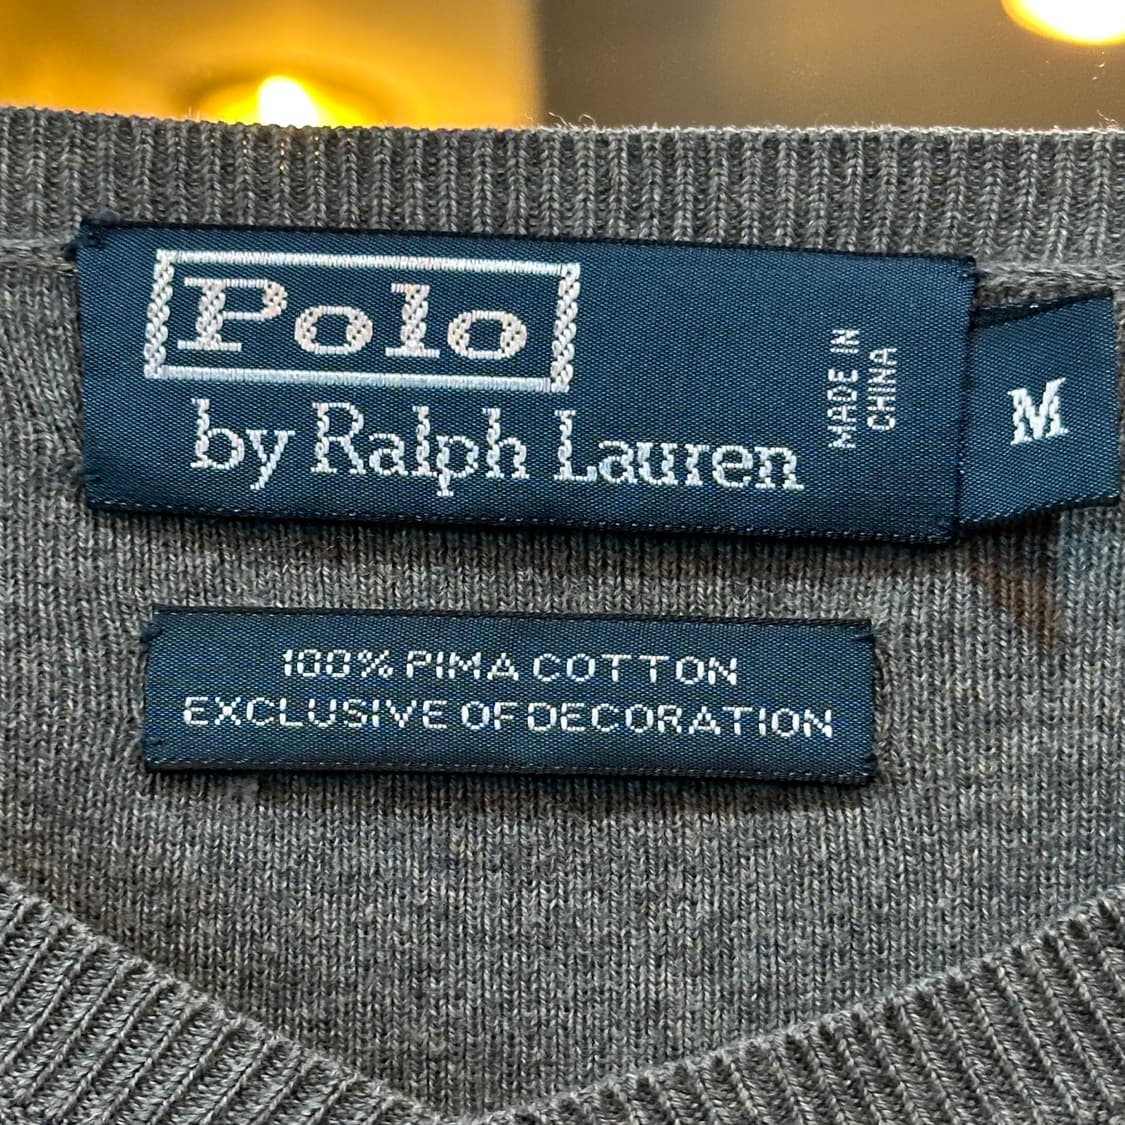 Polo
by Ralph Lauren
MADE IN
CHINA
M
100% PIMA COTTON
EXCLUSIVE OF DECORATION